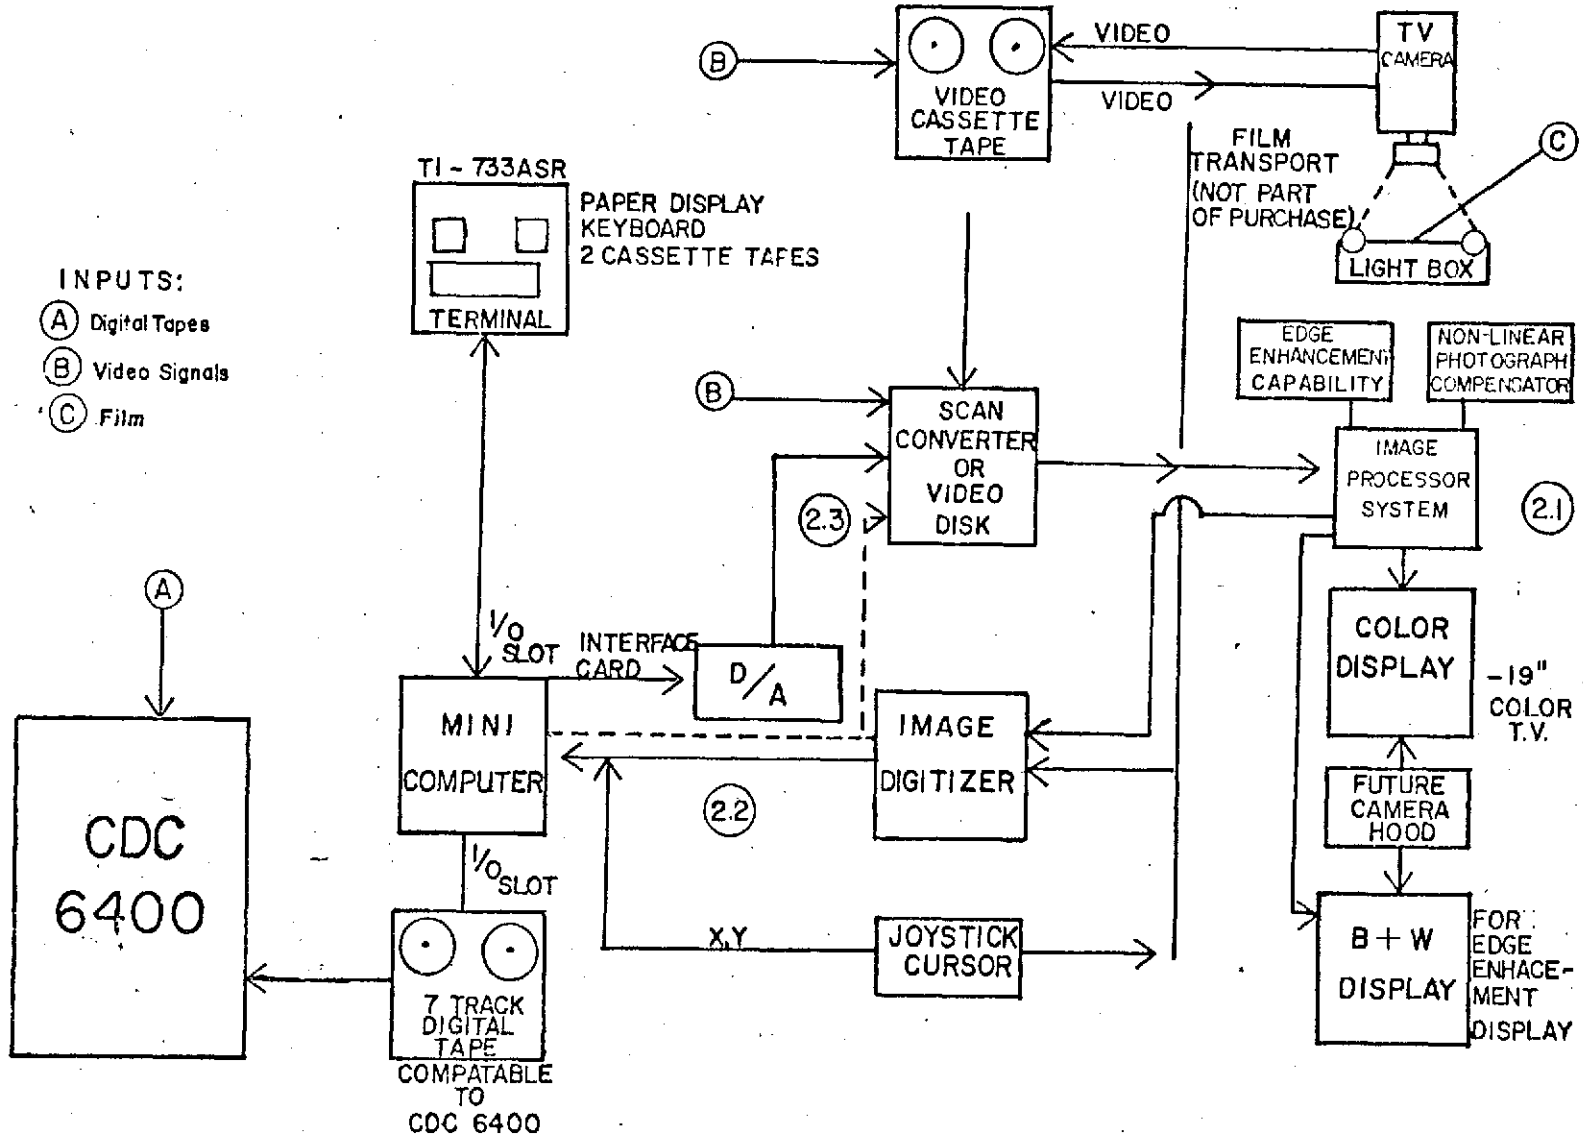 B
VIDEO
VIDEO
TV
CAMERA
VIDEO
CASSETTE
TAPE
C
FILM
TRANSPORT
(NOT PART
OF PURCHASE)
LIGHT BOX
TI - 733ASR
PAPER DISPLAY
KEYBOARD
2 CASSETTE TAPES
TERMINAL
INPUTS:
A Digital Tapes
B Video Signals
C Film
EDGE
ENHANCEMENT
CAPABILITY
NON-LINEAR
PHOTOGRAPH
COMPENSATOR
B
SCAN
CONVERTER
OR
VIDEO
DISK
2.3
IMAGE
PROCESSOR
SYSTEM
2.1
A
I/O
SLOT
INTERFACE
CARD
D/A
COLOR
DISPLAY
-19"
COLOR
T.V.
MINI
COMPUTER
IMAGE
DIGITIZER
2.2
FUTURE
CAMERA
HOOD
CDC
6400
I/O
SLOT
X,Y
JOYSTICK
CURSOR
B+W
DISPLAY
FOR
EDGE
ENHACE-
MENT
DISPLAY
7 TRACK
DIGITAL
TAPE
COMPATABLE
TO
CDC 6400